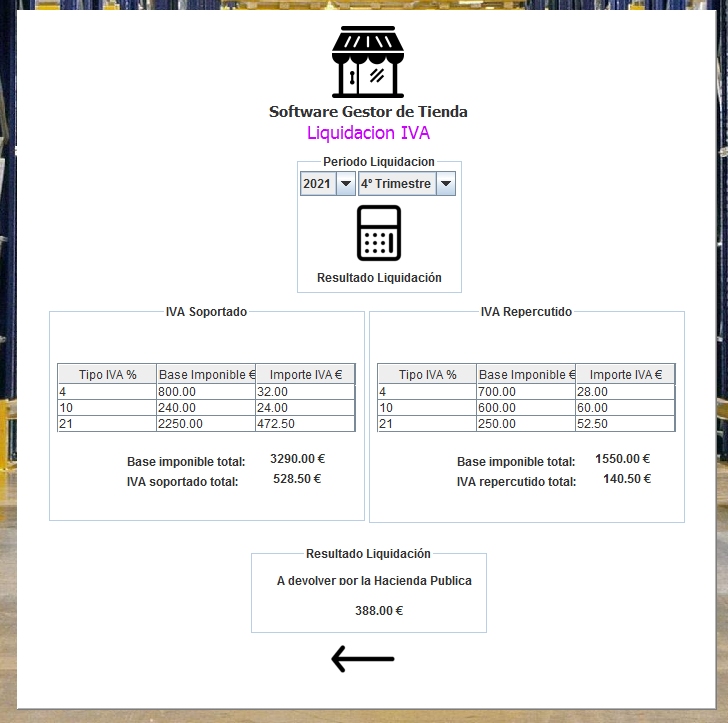 Software Gestor de Tienda
Liquidacion IVA
Periodo Liquidacion
2021 4º Trimestre
Resultado Liquidación
IVA Soportado
Tipo IVA % Base Imponible € Importe IVA €
4 800.00 32.00
10 240.00 24.00
21 2250.00 472.50
Base imponible total: 3290.00 €
IVA soportado total: 528.50 €
IVA Repercutido
Tipo IVA % Base Imponible € Importe IVA €
4 700.00 28.00
10 600.00 60.00
21 250.00 52.50
Base imponible total: 1550.00 €
IVA repercutido total: 140.50 €
Resultado Liquidación
A devolver por la Hacienda Publica
388.00 €